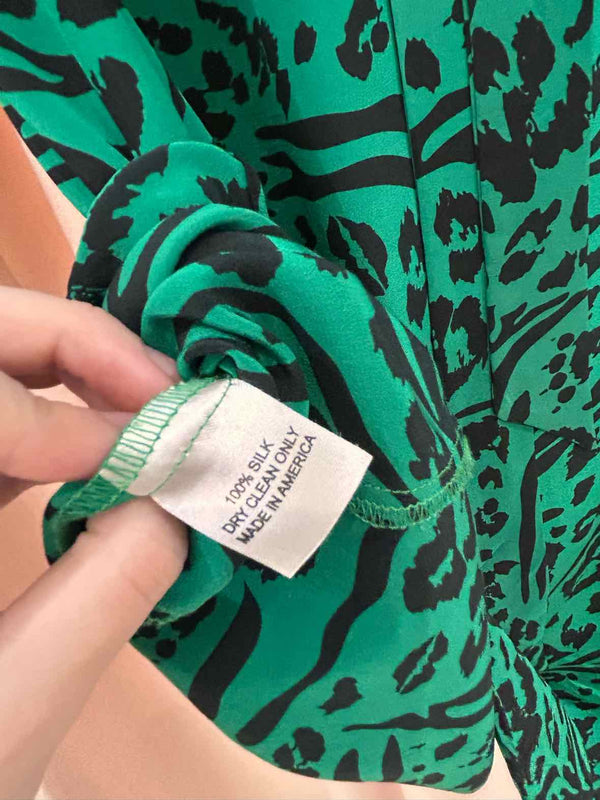 100% SILK
DRY CLEAN ONLY
MADE IN AMERICA